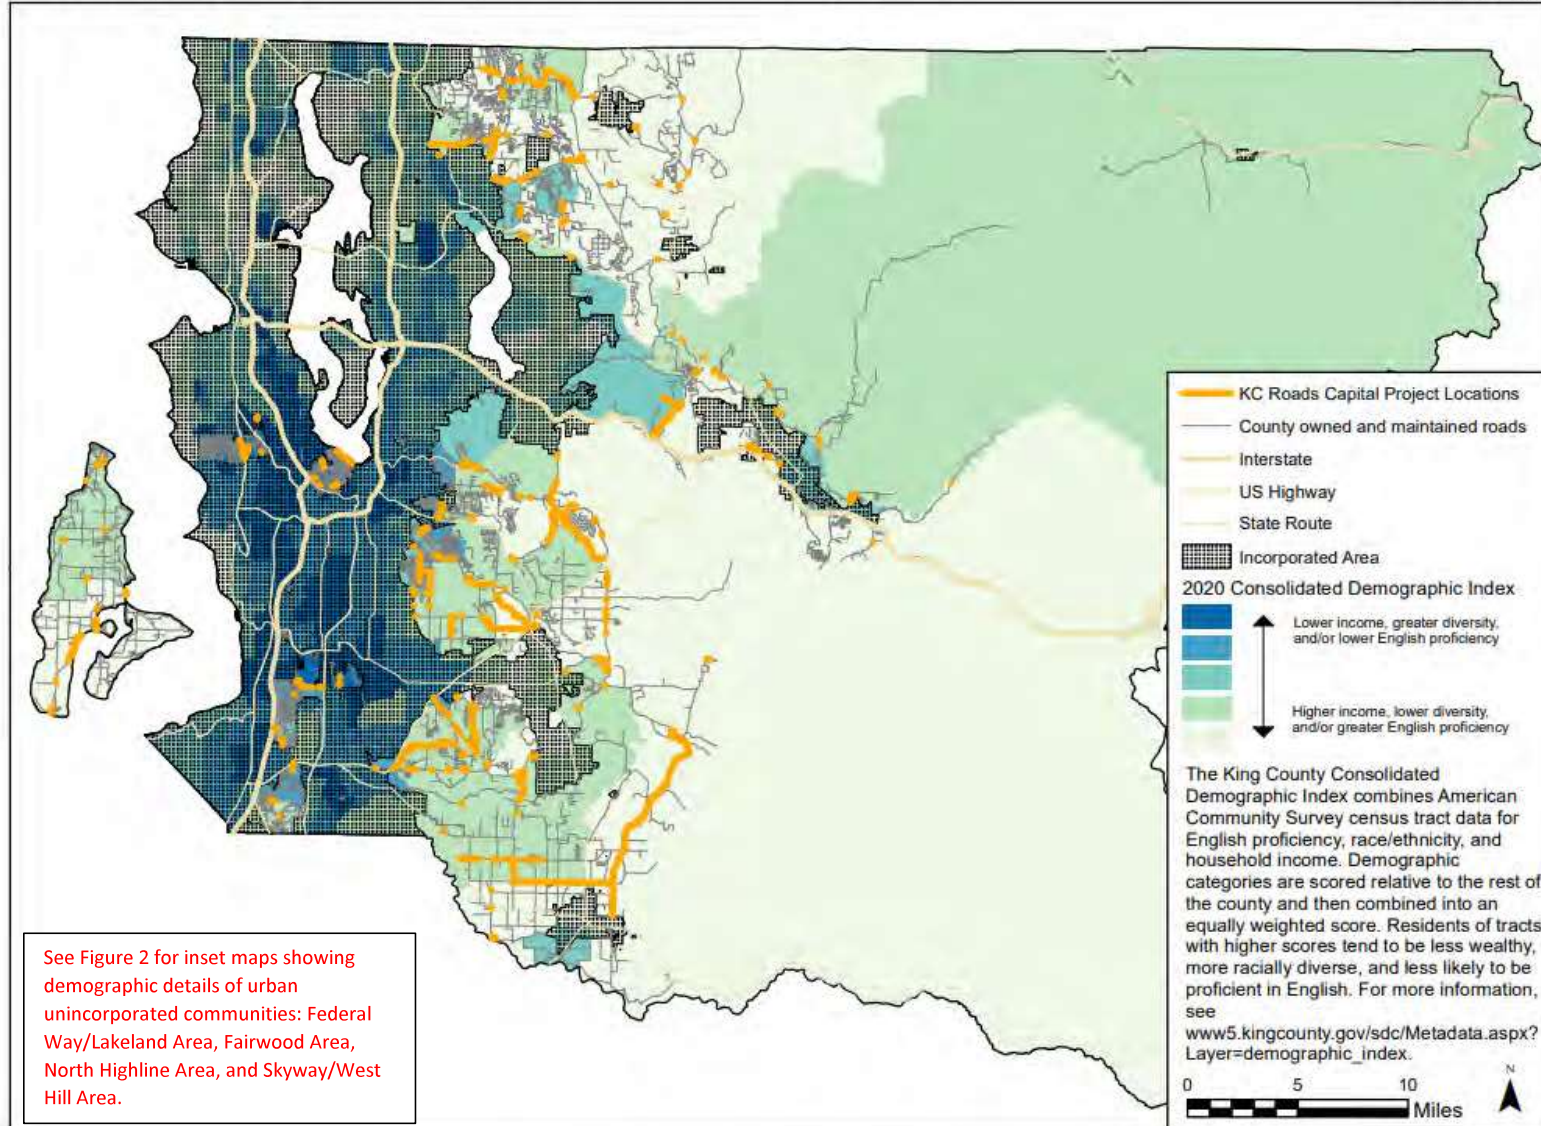 KC Roads Capital Project Locations
County owned and maintained roads
Interstate
US Highway
State Route
Incorporated Area
2020 Consolidated Demographic Index
Lower income, greater diversity,
and/or lower English proficiency
Higher income, lower diversity,
and/or greater English proficiency
The King County Consolidated
Demographic Index combines American
Community Survey census tract data for
English proficiency, race/ethnicity, and
household income. Demographic
categories are scored relative to the rest of
the county and then combined into an
equally weighted score. Residents of tracts
with higher scores tend to be less wealthy,
more racially diverse, and less likely to be
proficient in English. For more information,
see
www5.kingcounty.gov/sdc/Metadata.aspx?
Layer=demographic_index.
0 5 10
Miles
N
See Figure 2 for inset maps showing
demographic details of urban
unincorporated communities: Federal
Way/Lakeland Area, Fairwood Area,
North Highline Area, and Skyway/West
Hill Area.